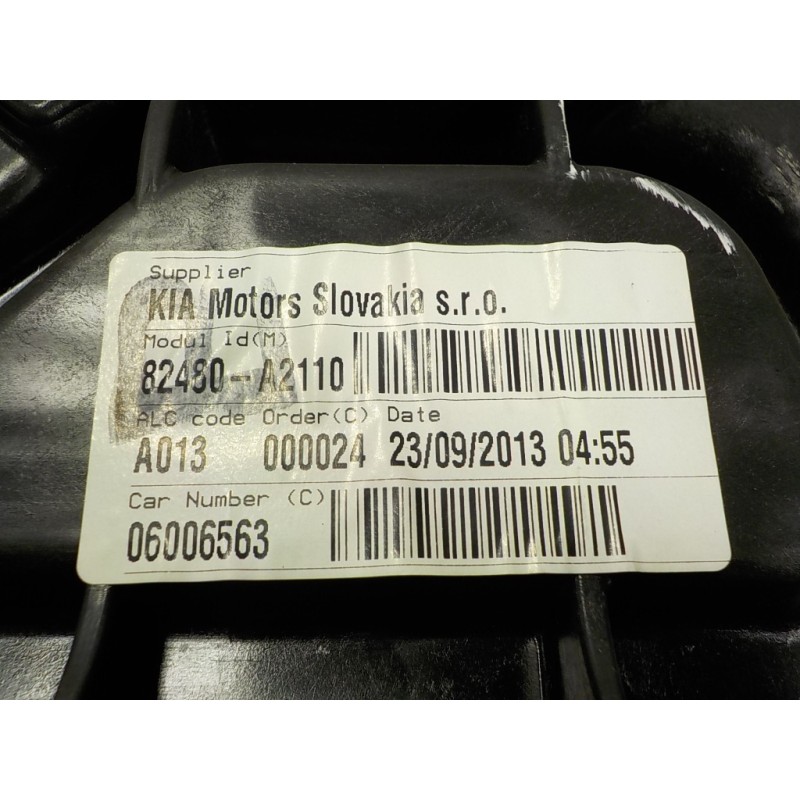 Supplier
KIA Motors Slovakia s.r.o.
Modul Id(M)
82480-A2110
ALC code Order(C) Date
A013 000024 23/09/2013 04:55
Car Number (C)
06006563